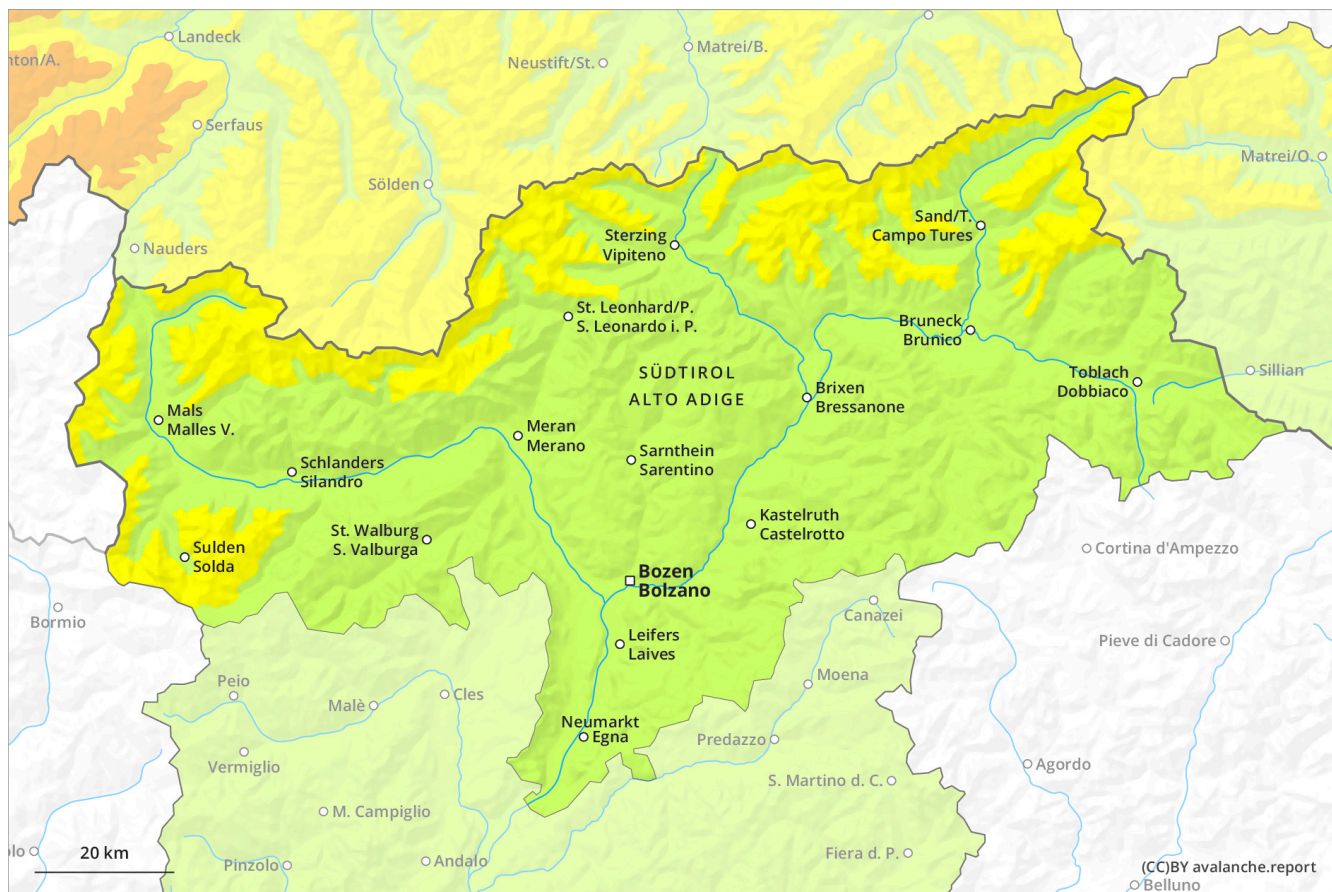 Landeck
Matrei/B.
nton/A.
Neustift/St.
Serfaus
Matrei/O.
Sölden
Sand/T.
Campo Tures
Sterzing
Vipiteno
Nauders
St. Leonhard/P.
S. Leonardo i. P.
Bruneck
Brunico
SÜDTIROL
ALTO ADIGE
Toblach
Dobbiaco
Sillian
Brixen
Bressanone
Mals
Malles V.
Meran
Merano
Sarnthein
Sarentino
Schlanders
Silandro
Kastelruth
Castelrotto
St. Walburg
S. Valburga
Sulden
Solda
Cortina d'Ampezzo
Bozen
Bolzano
Bormio
Canazei
Leifers
Laives
Pieve di Cadore
Peio
Malè
Cles
Moena
Neumarkt
Egna
Predazzo
Vermiglio
Agordo
S. Martino d. C.
M. Campiglio
olo
20 km
Pinzolo
Andalo
Fiera d. P.
(CC)BY avalanche.report
Belluno